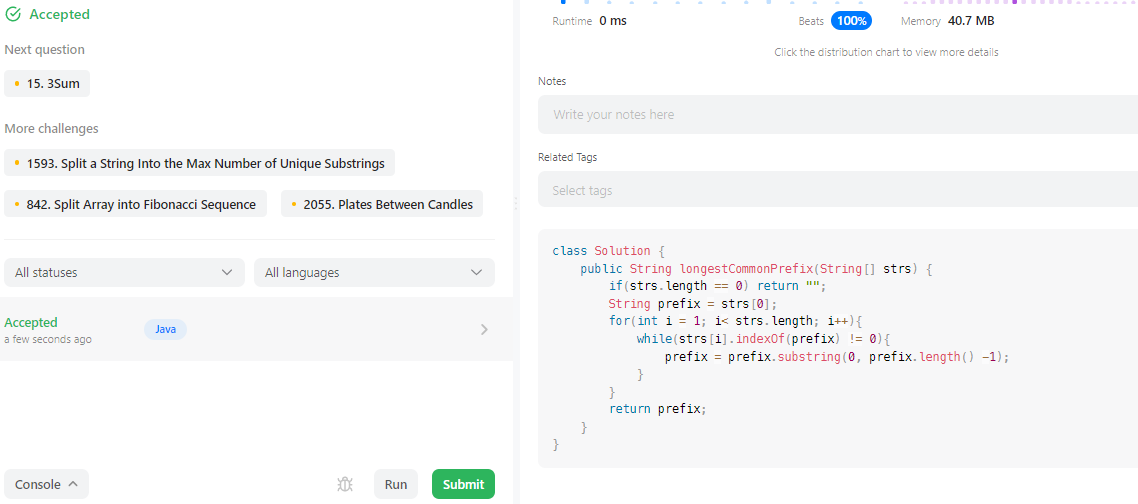 Accepted
Next question
15. 3Sum
More challenges
1593. Split a String Into the Max Number of Unique Substrings
842. Split Array into Fibonacci Sequence
2055. Plates Between Candles
All statuses
All languages
Accepted
a few seconds ago
Java
Console
Run
Submit
Runtime 0 ms
Beats 100%
Memory 40.7 MB
Click the distribution chart to view more details
Notes
Write your notes here
Related Tags
Select tags
class Solution {
    public String longestCommonPrefix(String[] strs) {
        if(strs.length == 0) return "";
        String prefix = strs[0];
        for(int i = 1; i< strs.length; i++){
            while(strs[i].indexOf(prefix) != 0){
                prefix = prefix.substring(0, prefix.length() -1);
            }
        }
        return prefix;
    }
}